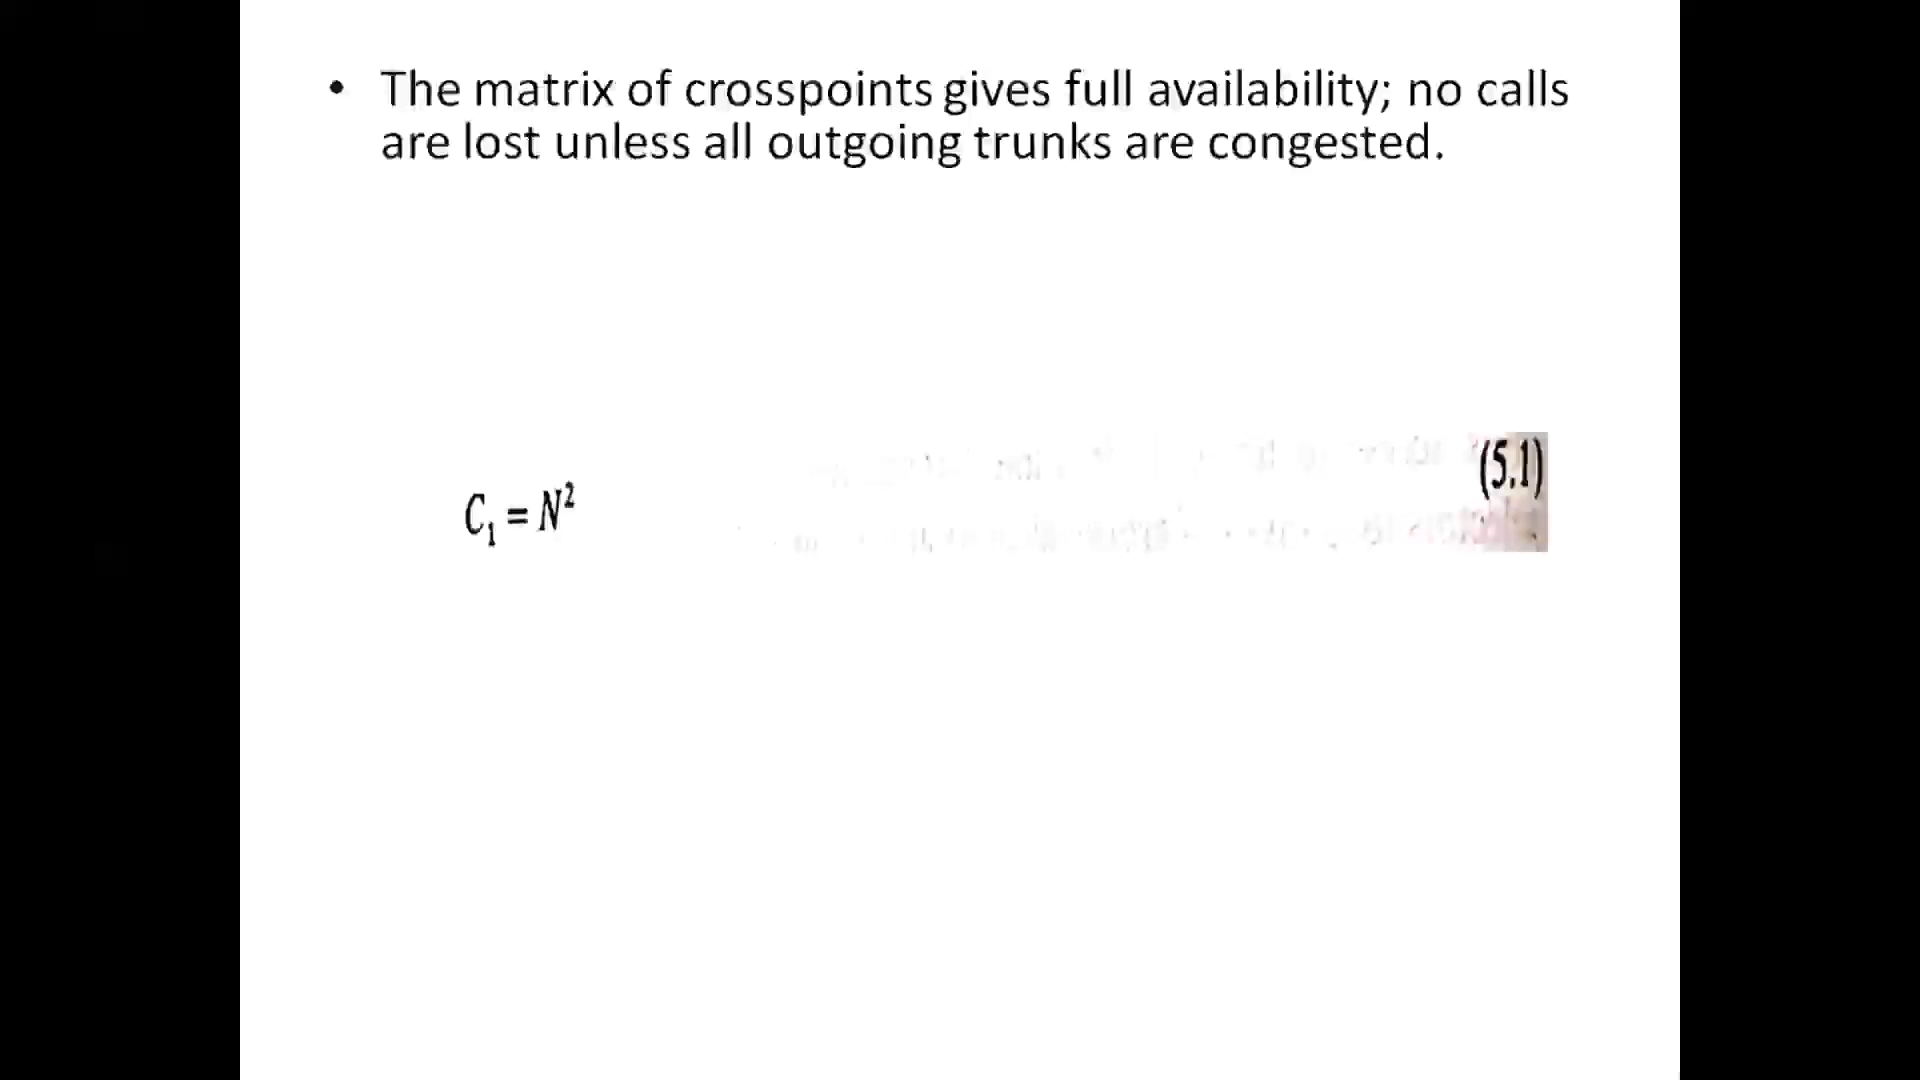 • The matrix of crosspoints gives full availability; no calls
are lost unless all outgoing trunks are congested.
(5.1)
C₁ = N²